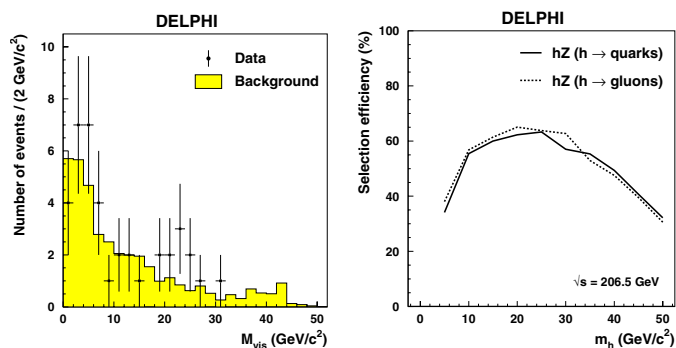 DELPHI
Number of events / (2 GeV/c²)
10
8
6
4
2
0
Data
Background
0 10 20 30 40 50
M_vis (GeV/c²)
DELPHI
Selection efficiency (%)
100
80
60
40
20
0
hZ (h → quarks)
hZ (h → gluons)
√s = 206.5 GeV
0 10 20 30 40 50
m_h (GeV/c²)